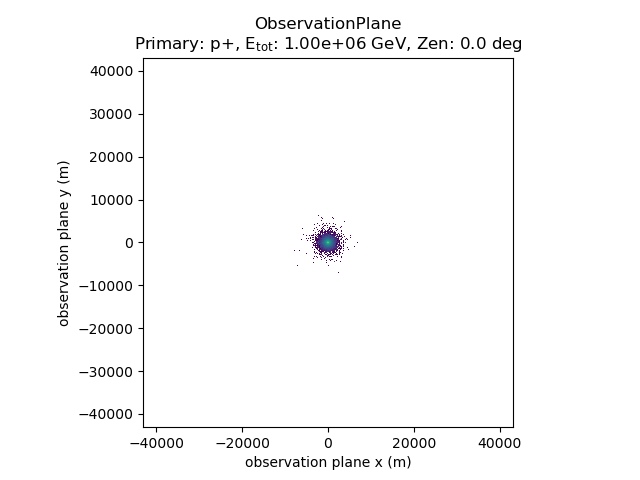 ObservationPlane
Primary: p+, E_tot: 1.00e+06 GeV, Zen: 0.0 deg
40000
30000
20000
10000
0
−10000
−20000
−30000
−40000
observation plane y (m)
−40000 −20000 0 20000 40000
observation plane x (m)